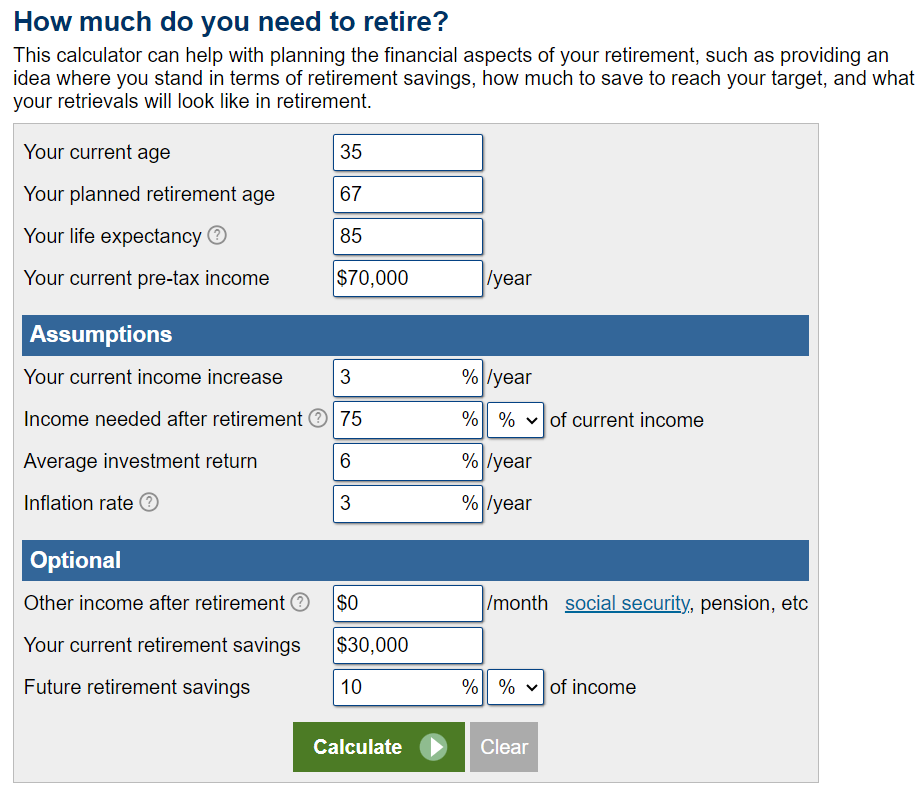 How much do you need to retire?
This calculator can help with planning the financial aspects of your retirement, such as providing an
idea where you stand in terms of retirement savings, how much to save to reach your target, and what
your retrievals will look like in retirement.
Your current age 35
Your planned retirement age 67
Your life expectancy ? 85
Your current pre-tax income $70,000 /year
Assumptions
Your current income increase 3 % /year
Income needed after retirement ? 75 % % of current income
Average investment return 6 % /year
Inflation rate ? 3 % /year
Optional
Other income after retirement ? $0 /month social security, pension, etc
Your current retirement savings $30,000
Future retirement savings 10 % % of income
Calculate Clear